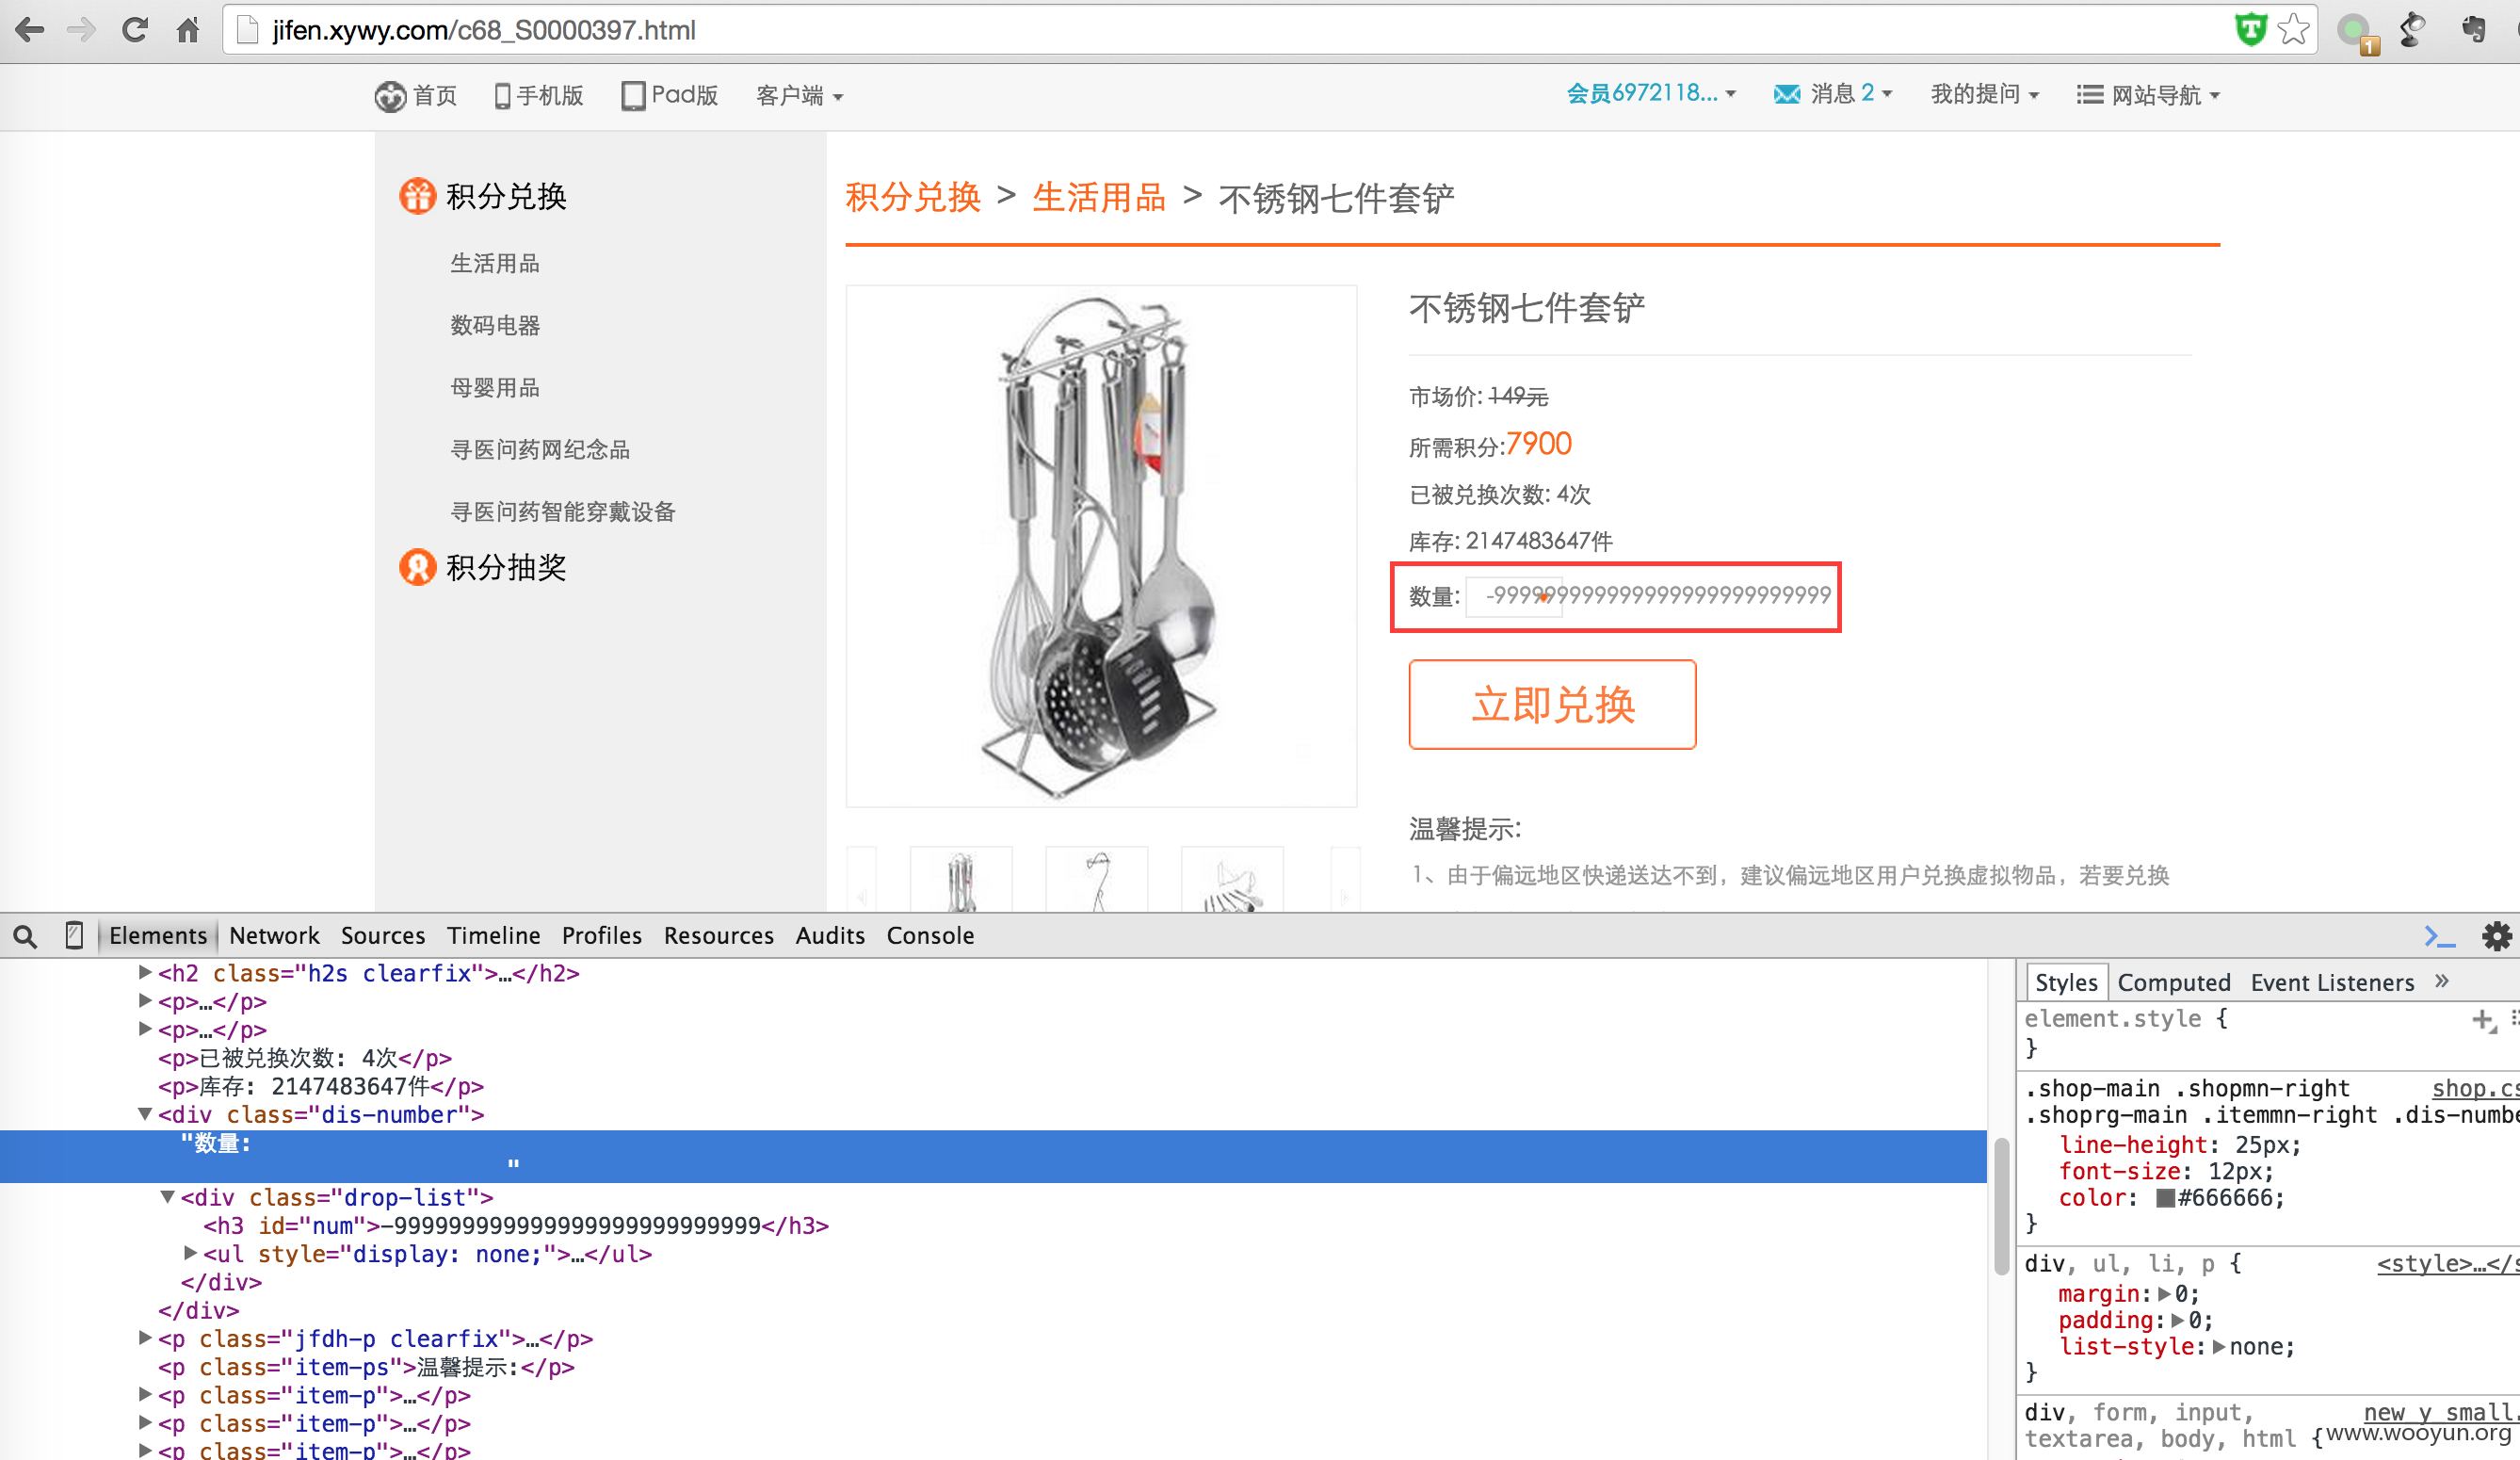 jifen.xywy.com/c68_S0000397.html
1
首页 手机版 Pad版 客户端 会员6972118... 消息 2 我的提问 网站导航
积分兑换
生活用品
数码电器
母婴用品
寻医问药网纪念品
寻医问药智能穿戴设备
积分抽奖
积分兑换 > 生活用品 > 不锈钢七件套铲
不锈钢七件套铲
市场价: 149元
所需积分:7900
已被兑换次数: 4次
库存: 2147483647件
数量: -999999999999999999999999999
立即兑换
温馨提示:
1、由于偏远地区快递送达不到，建议偏远地区用户兑换虚拟物品，若要兑换
Elements Network Sources Timeline Profiles Resources Audits Console
<h2 class="h2s clearfix">…</h2>
<p>…</p>
<p>…</p>
<p>已被兑换次数: 4次</p>
<p>库存: 2147483647件</p>
<div class="dis-number">
"数量:
"
<div class="drop-list">
<h3 id="num">-999999999999999999999999999</h3>
<ul style="display: none;">…</ul>
</div>
</div>
<p class="jfdh-p clearfix">…</p>
<p class="item-ps">温馨提示:</p>
<p class="item-p">…</p>
<p class="item-p">…</p>
<p class="item-p">…</p>
Styles Computed Event Listeners »
element.style {
}
.shop-main .shopmn-right shop.cs
.shoprg-main .itemmn-right .dis-numbe
line-height: 25px;
font-size: 12px;
color: #666666;
}
div, ul, li, p { <style>…</s
margin: 0;
padding: 0;
list-style: none;
}
div, form, input, new_y_small.
textarea, body, html {
www.wooyun.org